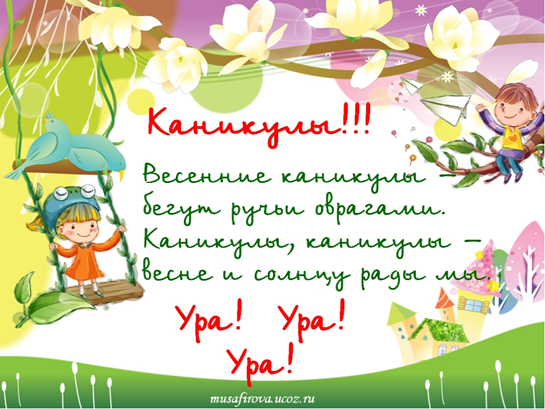 Каникулы!!!
Весенние каникулы –
бегут ручьи оврагами.
Каникулы, каникулы –
весне и солнцу рады мы.
Ура! Ура!
Ура!
musafirova.ucoz.ru